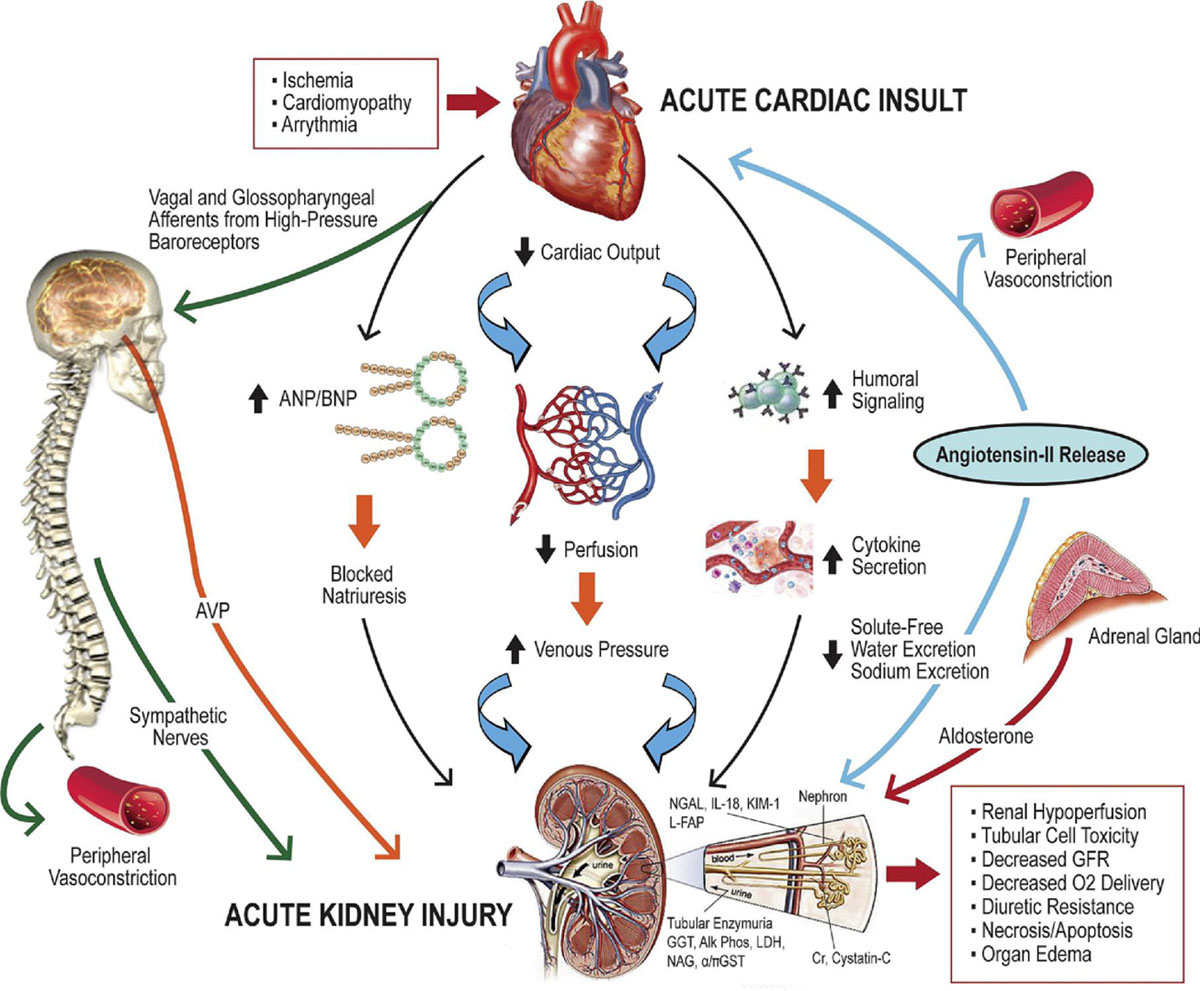 ▪ Ischemia
▪ Cardiomyopathy
▪ Arrythmia
ACUTE CARDIAC INSULT
Vagal and Glossopharyngeal
Afferents from High-Pressure
Baroreceptors
Cardiac Output
Peripheral
Vasoconstriction
ANP/BNP
Humoral
Signaling
Angiotensin-II Release
Perfusion
Cytokine
Secretion
Blocked
Natriuresis
AVP
Venous Pressure
Solute-Free
Water Excretion
Sodium Excretion
Adrenal Gland
Sympathetic
Nerves
Aldosterone
Peripheral
Vasoconstriction
NGAL, IL-18, KIM-1
L-FAP
Nephron
urine
blood
urine
ACUTE KIDNEY INJURY
Tubular Enzymuria
GGT, Alk Phos, LDH,
NAG, α/πGST
Cr, Cystatin-C
▪ Renal Hypoperfusion
▪ Tubular Cell Toxicity
▪ Decreased GFR
▪ Decreased O2 Delivery
▪ Diuretic Resistance
▪ Necrosis/Apoptosis
▪ Organ Edema